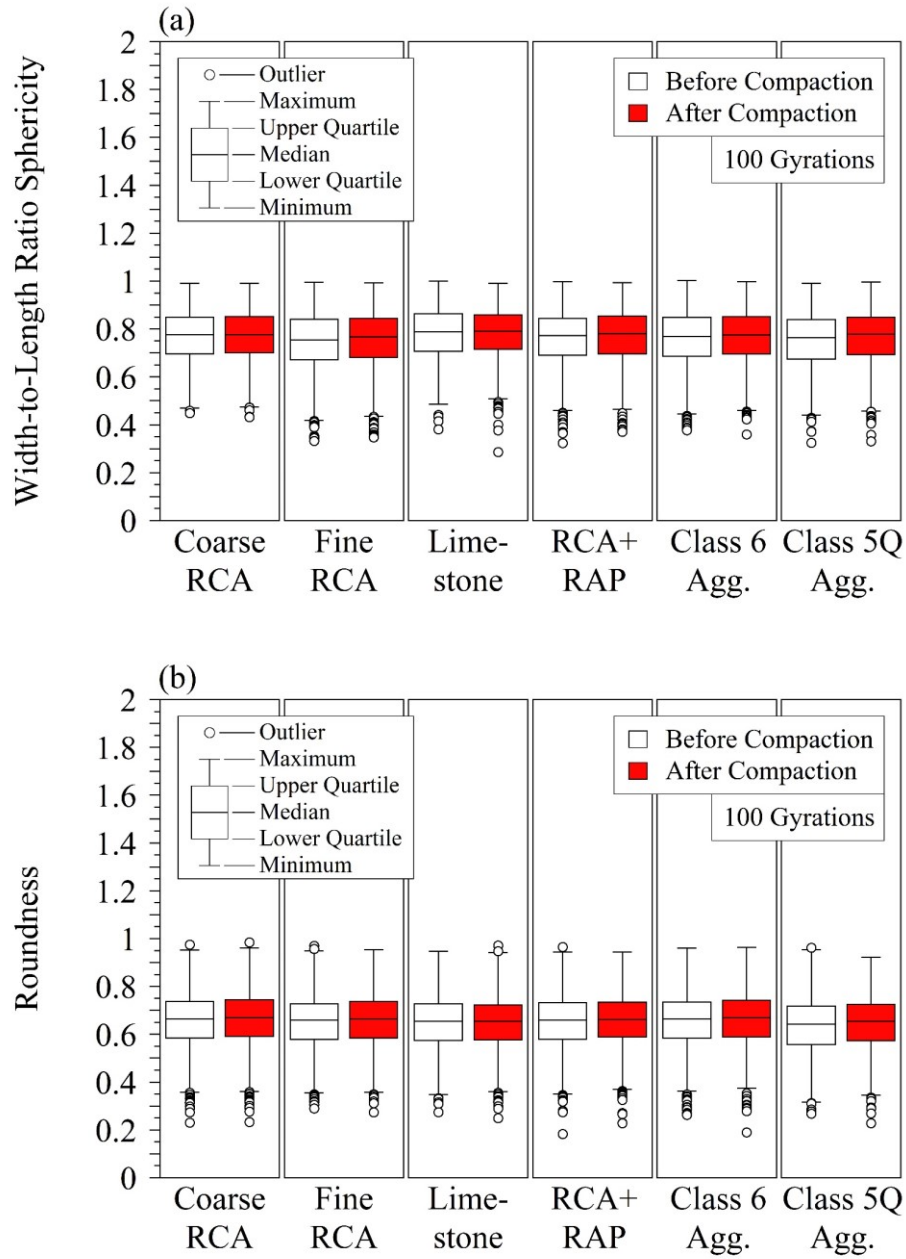 (a)
Width-to-Length Ratio Sphericity
2
1.8
1.6
1.4
1.2
1
0.8
0.6
0.4
0.2
0
Outlier
Maximum
Upper Quartile
Median
Lower Quartile
Minimum
Before Compaction
After Compaction
100 Gyrations
Coarse
RCA
Fine
RCA
Lime-
stone
RCA+
RAP
Class 6
Agg.
Class 5Q
Agg.
(b)
Roundness
2
1.8
1.6
1.4
1.2
1
0.8
0.6
0.4
0.2
0
Outlier
Maximum
Upper Quartile
Median
Lower Quartile
Minimum
Before Compaction
After Compaction
100 Gyrations
Coarse
RCA
Fine
RCA
Lime-
stone
RCA+
RAP
Class 6
Agg.
Class 5Q
Agg.